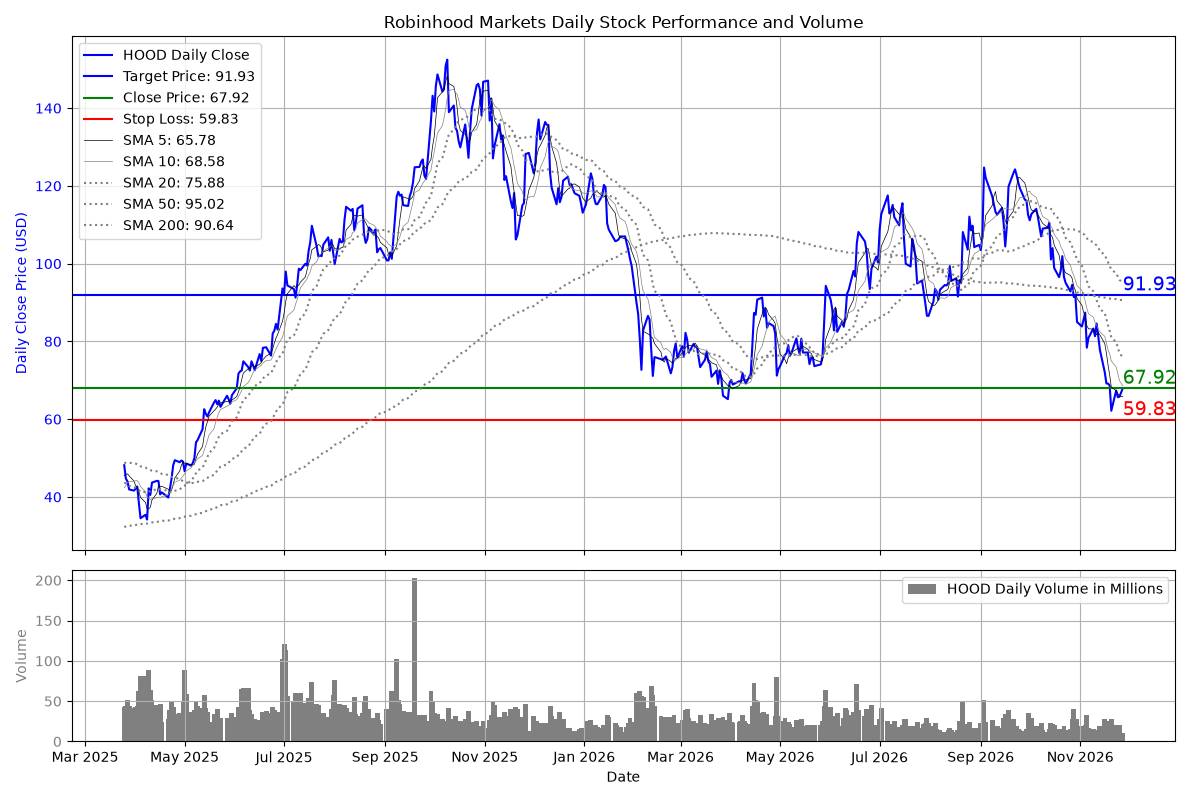 Robinhood Markets Daily Stock Performance and Volume
HOOD Daily Close
Target Price: 91.93
Close Price: 67.92
Stop Loss: 59.83
SMA 5: 65.78
SMA 10: 68.58
SMA 20: 75.88
SMA 50: 95.02
SMA 200: 90.64
Daily Close Price (USD)
140
120
100
80
60
40
91.93
67.92
59.83
HOOD Daily Volume in Millions
Volume
200
150
100
50
0
Mar 2025 May 2025 Jul 2025 Sep 2025 Nov 2025 Jan 2026 Mar 2026 May 2026 Jul 2026 Sep 2026 Nov 2026
Date